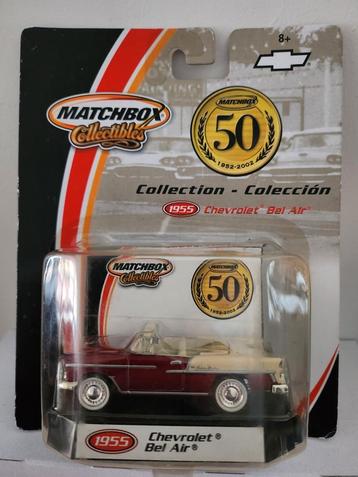 8+
CHEVROLET
MATCHBOX
Collectibles
MATCHBOX
50
1952-2002
Collection - Colección
1955 Chevrolet® Bel Air®
MATCHBOX
Collectibles
MATCHBOX
50
1952-2002
1955 Chevrolet®
Bel Air®